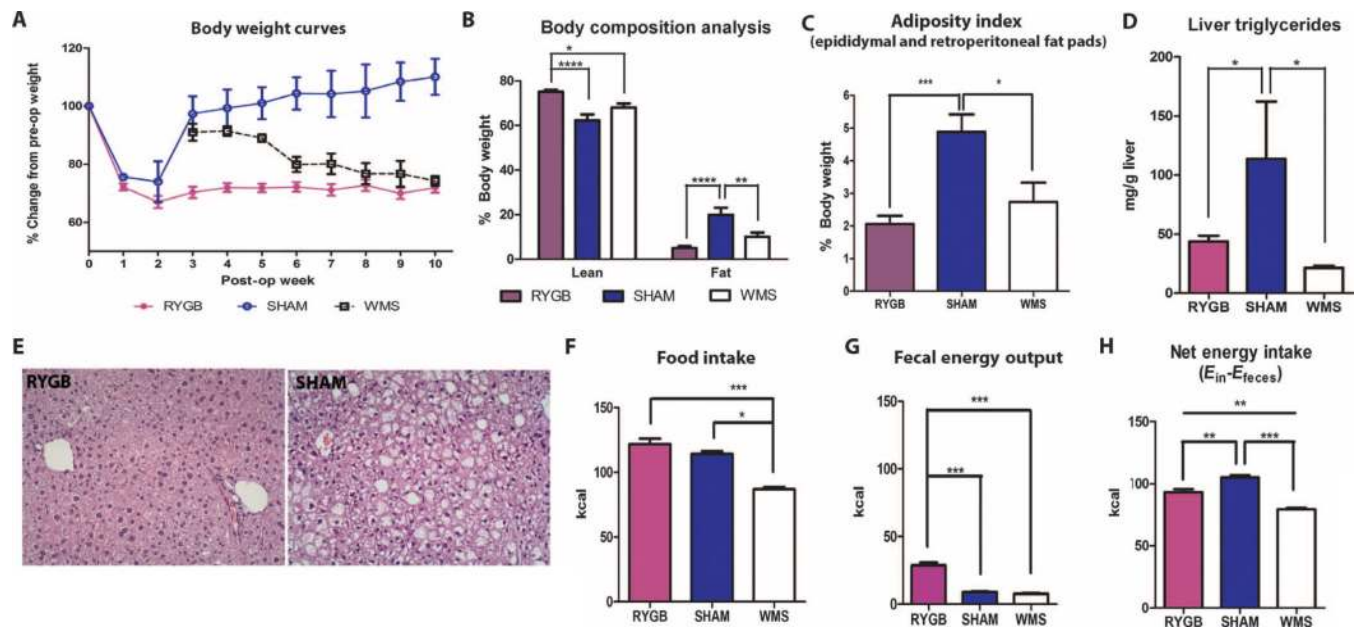 A
Body weight curves
% Change from pre-op weight
120
100
80
60
0 1 2 3 4 5 6 7 8 9 10
Post-op week
RYGB SHAM WMS
B
Body composition analysis
% Body weight
80
60
40
20
0
*
****
**** **
Lean Fat
RYGB SHAM WMS
C
Adiposity index
(epididymal and retroperitoneal fat pads)
% Body weight
6
5
4
3
2
1
0
*** *
RYGB SHAM WMS
D
Liver triglycerides
mg/g liver
200
150
100
50
0
* *
RYGB SHAM WMS
E
RYGB SHAM
F
Food intake
kcal
150
100
50
0
***
*
RYGB SHAM WMS
G
Fecal energy output
kcal
150
100
50
0
***
***
RYGB SHAM WMS
H
Net energy intake
(Ein-Efeces)
kcal
150
100
50
0
**
** ***
RYGB SHAM WMS